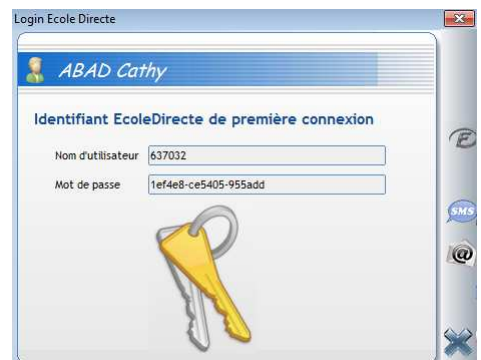 Login Ecole Directe
ABAD Cathy
Identifiant EcoleDirecte de première connexion
Nom d'utilisateur 637032
Mot de passe 1ef4e8-ce5405-955add
E
SMS
@